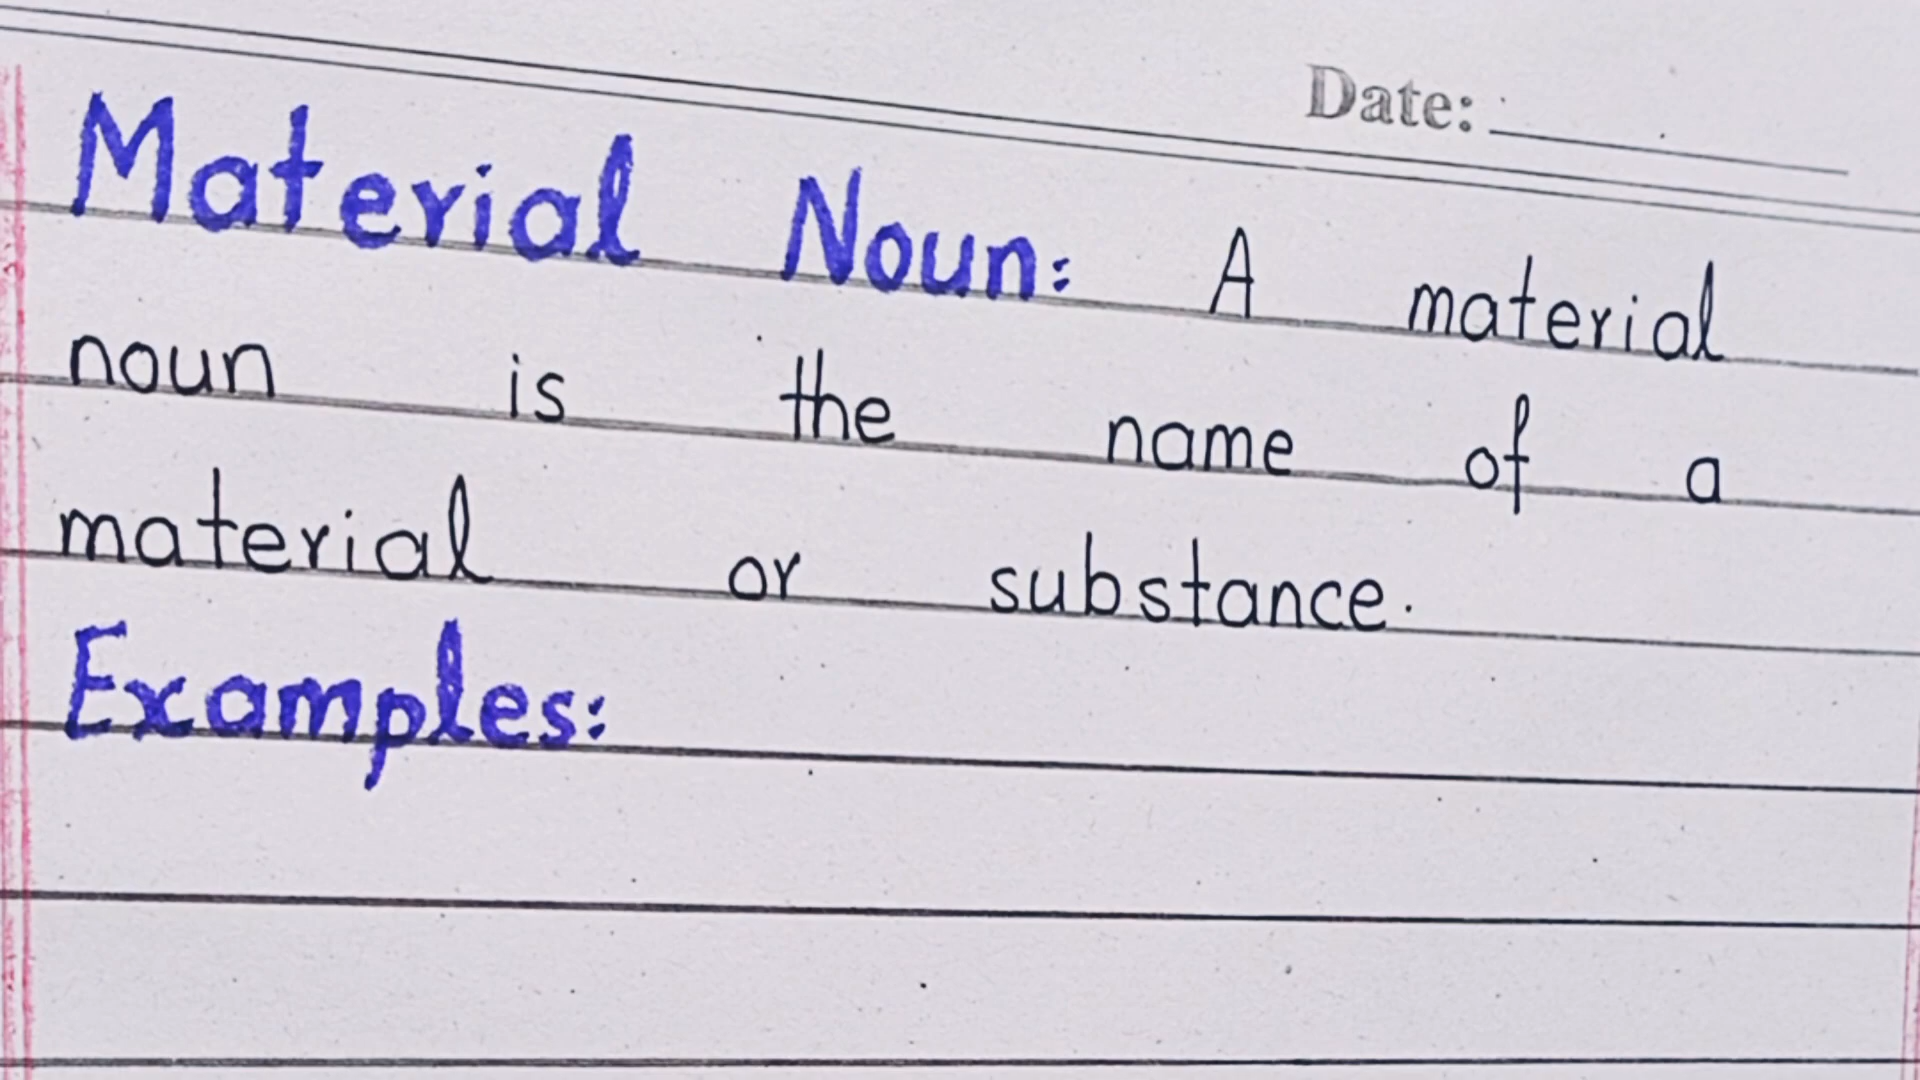 Date:
Material Noun: A material
noun is the name of a
material or substance.
Examples: